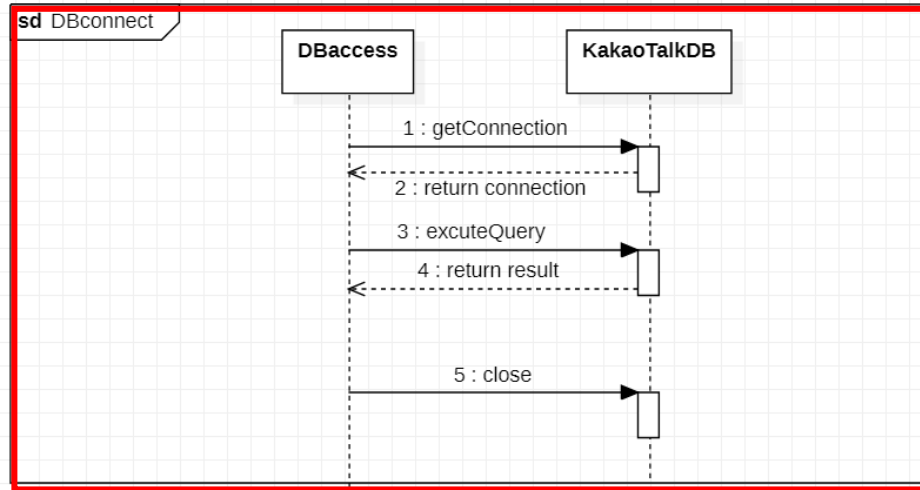 sd DBconnect
DBaccess
KakaoTalkDB
1 : getConnection
2 : return connection
3 : excuteQuery
4 : return result
5 : close